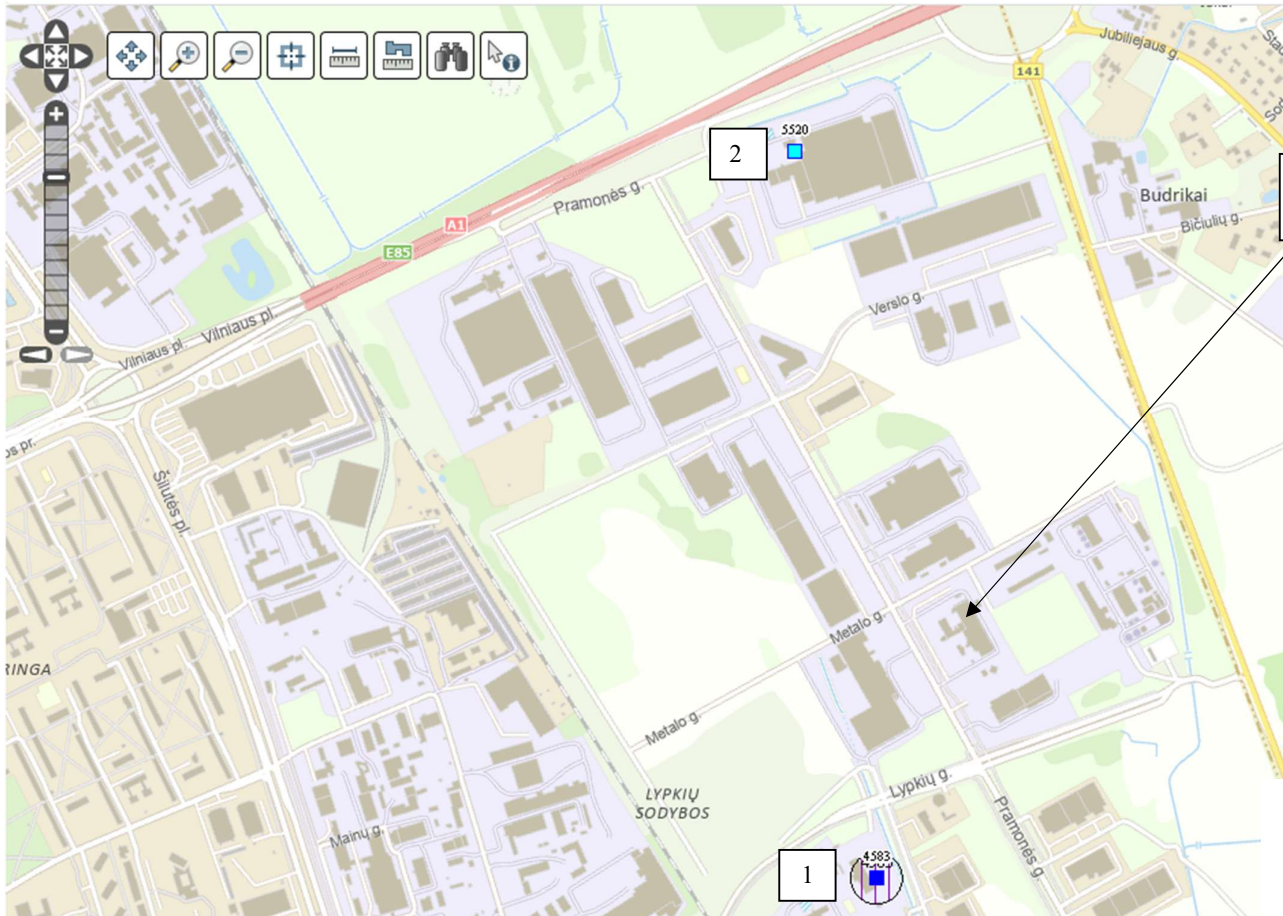 Jubiliejaus g.
141
5520
2
Pramonės g.
Budrikai
Bičiulių g.
A1
E85
Verslo g.
Vilniaus pl.
Vilniaus pl.
os pr.
Šilutės pl.
Metalo g.
RINGA
Metalo g.
LYPKIŲ
SODYBOS
Lypkių g.
Pramonės g.
Mainų g.
4583
1